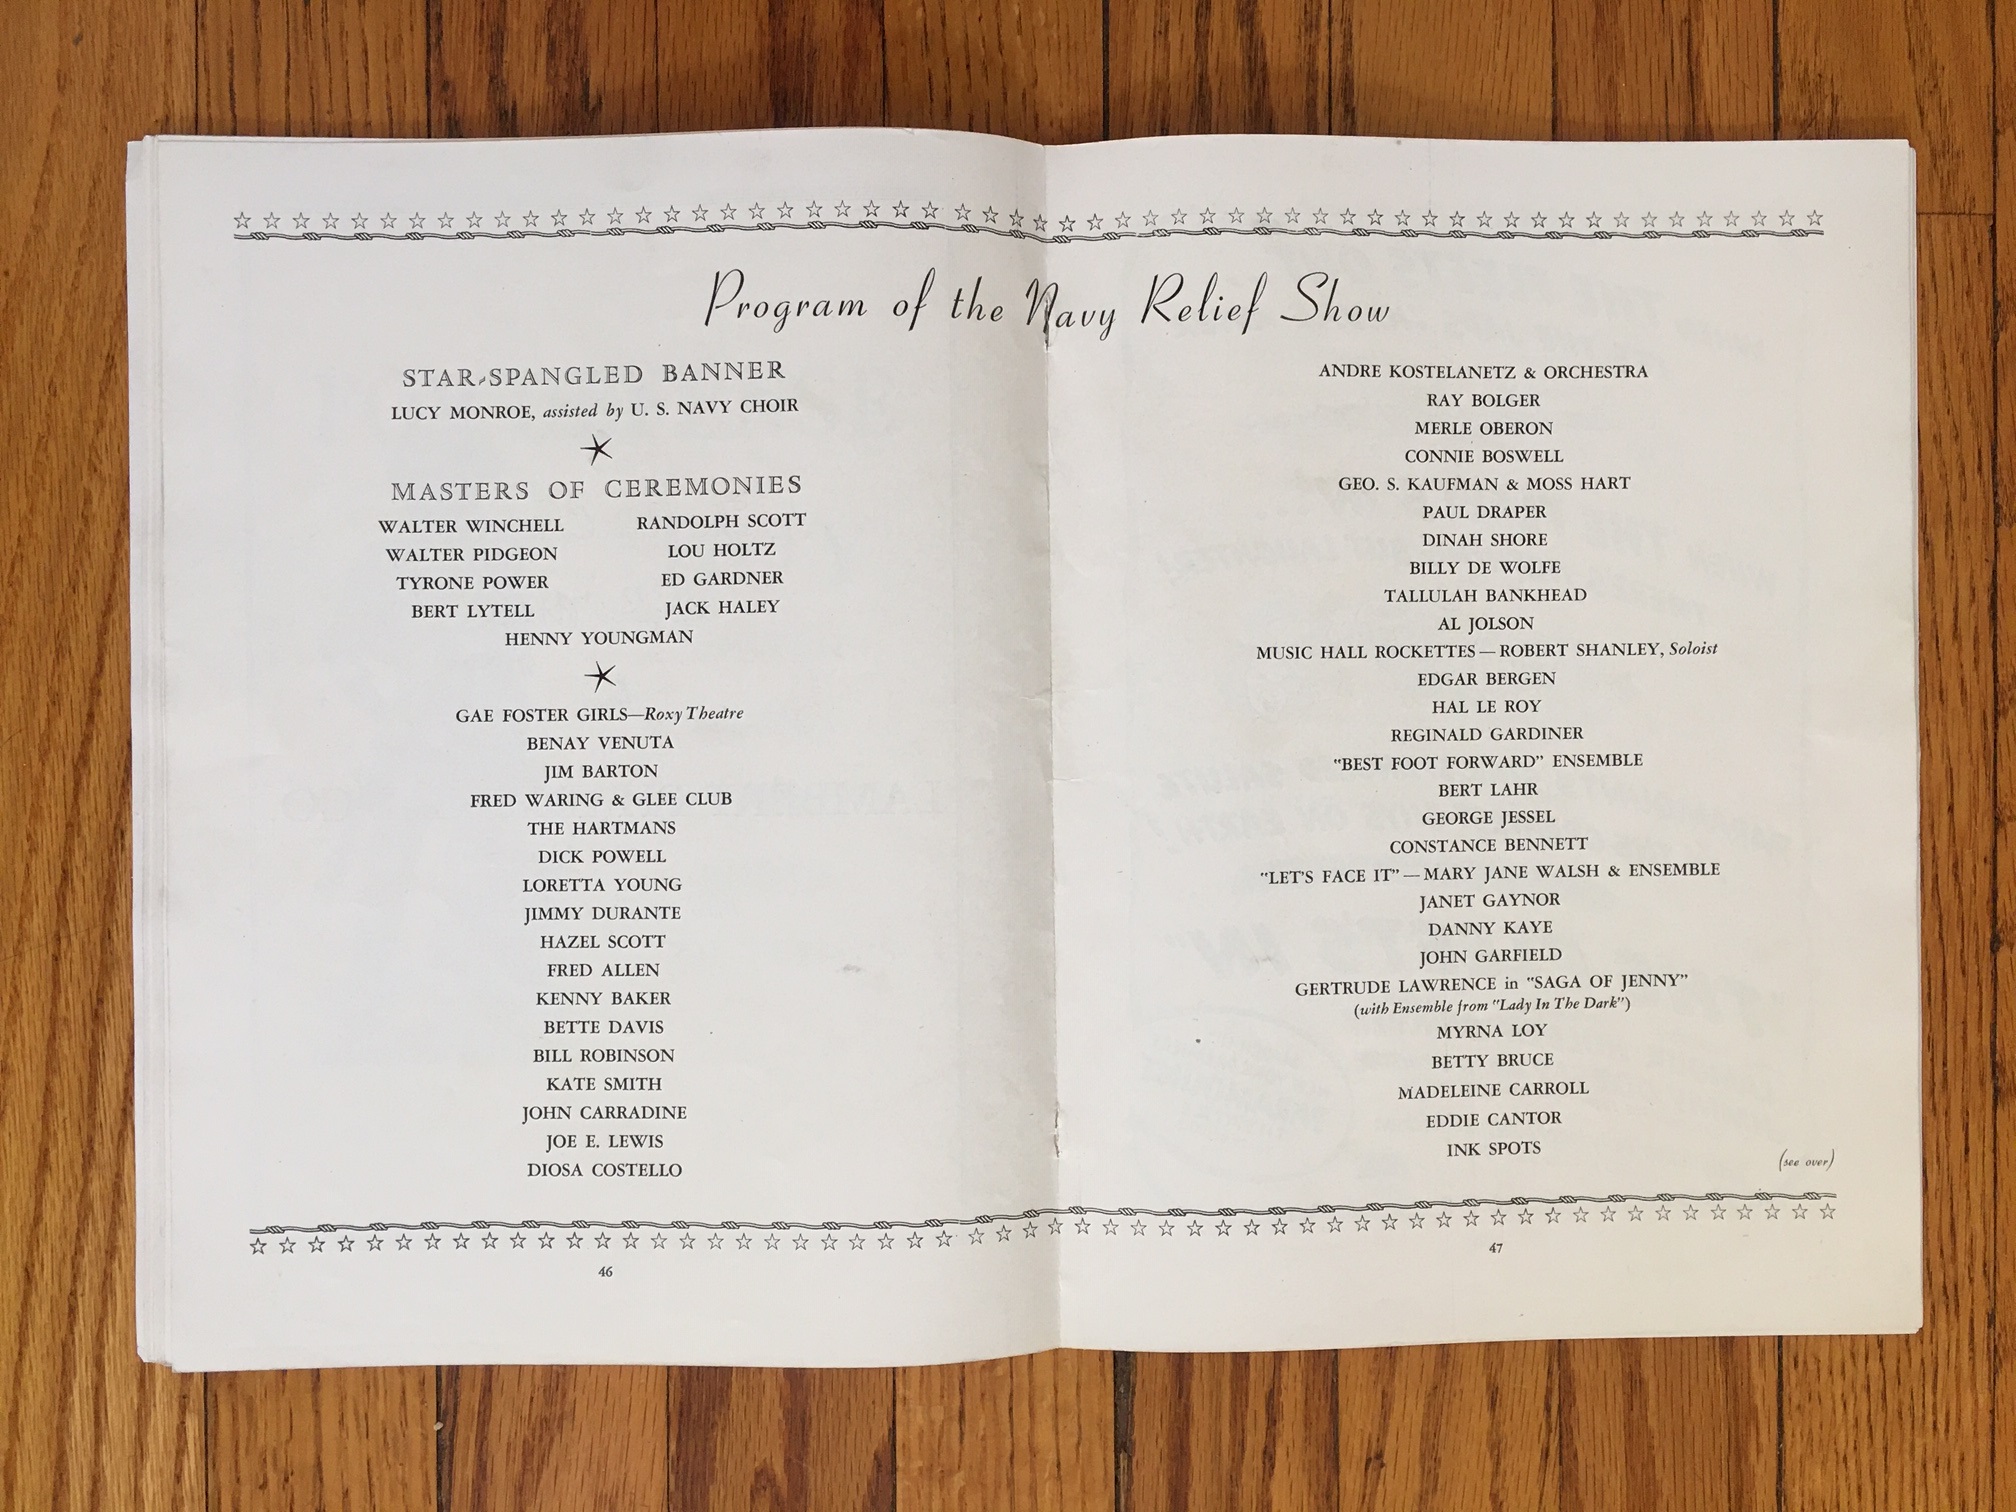 Program of the Navy Relief Show
STAR-SPANGLED BANNER
LUCY MONROE, assisted by U. S. NAVY CHOIR
MASTERS OF CEREMONIES
WALTER WINCHELL RANDOLPH SCOTT
WALTER PIDGEON LOU HOLTZ
TYRONE POWER ED GARDNER
BERT LYTELL JACK HALEY
HENNY YOUNGMAN
GAE FOSTER GIRLS—Roxy Theatre
BENAY VENUTA
JIM BARTON
FRED WARING & GLEE CLUB
THE HARTMANS
DICK POWELL
LORETTA YOUNG
JIMMY DURANTE
HAZEL SCOTT
FRED ALLEN
KENNY BAKER
BETTE DAVIS
BILL ROBINSON
KATE SMITH
JOHN CARRADINE
JOE E. LEWIS
DIOSA COSTELLO
46
ANDRE KOSTELANETZ & ORCHESTRA
RAY BOLGER
MERLE OBERON
CONNIE BOSWELL
GEO. S. KAUFMAN & MOSS HART
PAUL DRAPER
DINAH SHORE
BILLY DE WOLFE
TALLULAH BANKHEAD
AL JOLSON
MUSIC HALL ROCKETTES — ROBERT SHANLEY, Soloist
EDGAR BERGEN
HAL LE ROY
REGINALD GARDINER
"BEST FOOT FORWARD" ENSEMBLE
BERT LAHR
GEORGE JESSEL
CONSTANCE BENNETT
"LET'S FACE IT" — MARY JANE WALSH & ENSEMBLE
JANET GAYNOR
DANNY KAYE
JOHN GARFIELD
GERTRUDE LAWRENCE in "SAGA OF JENNY"
(with Ensemble from "Lady In The Dark")
MYRNA LOY
BETTY BRUCE
MADELEINE CARROLL
EDDIE CANTOR
INK SPOTS
(see over)
47